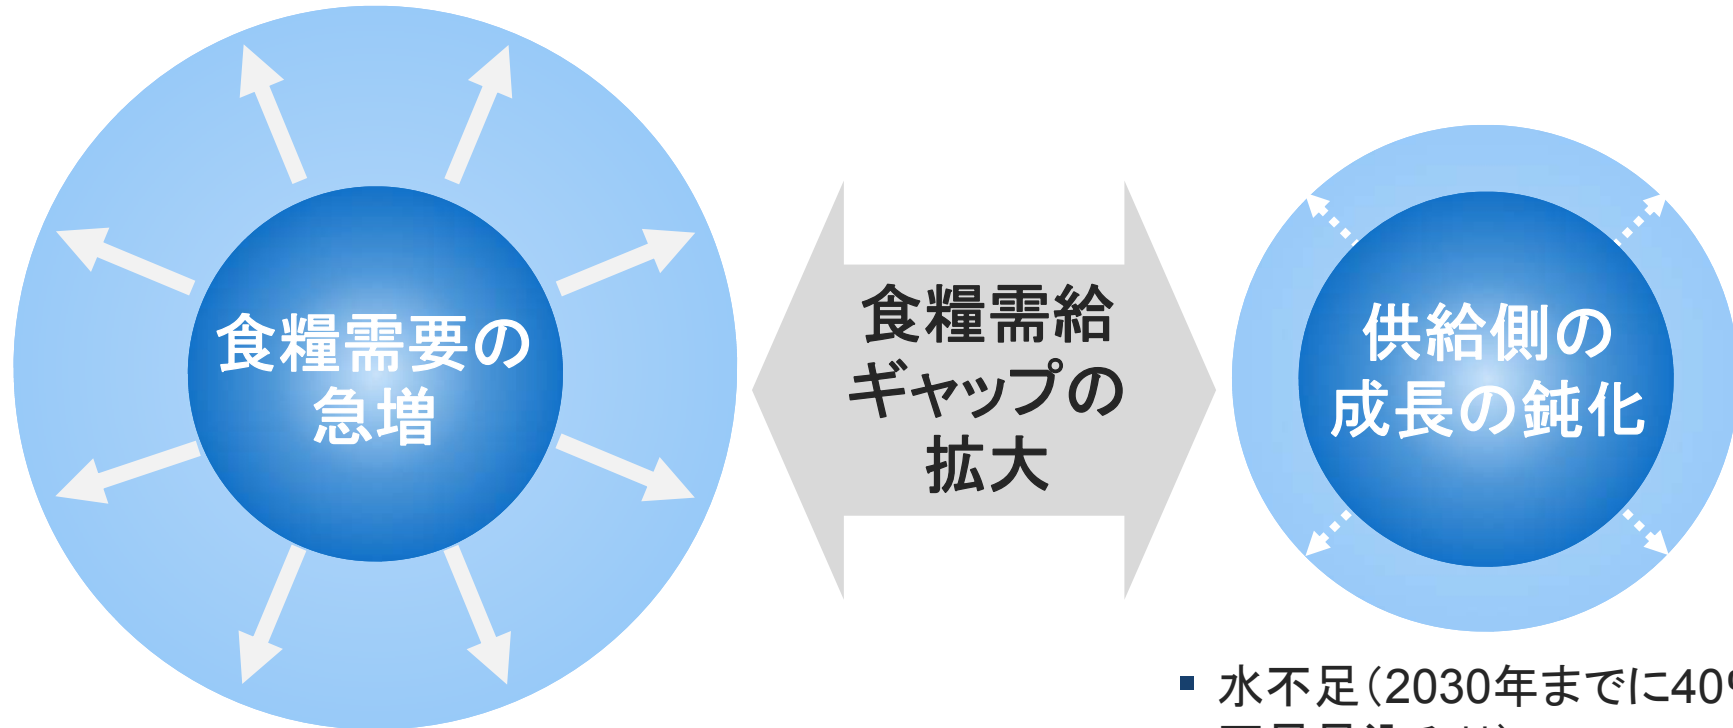 食糧需要の
急増
食糧需給
ギャップの
拡大
供給側の
成長の鈍化
▪ 水不足（2030年までに40%